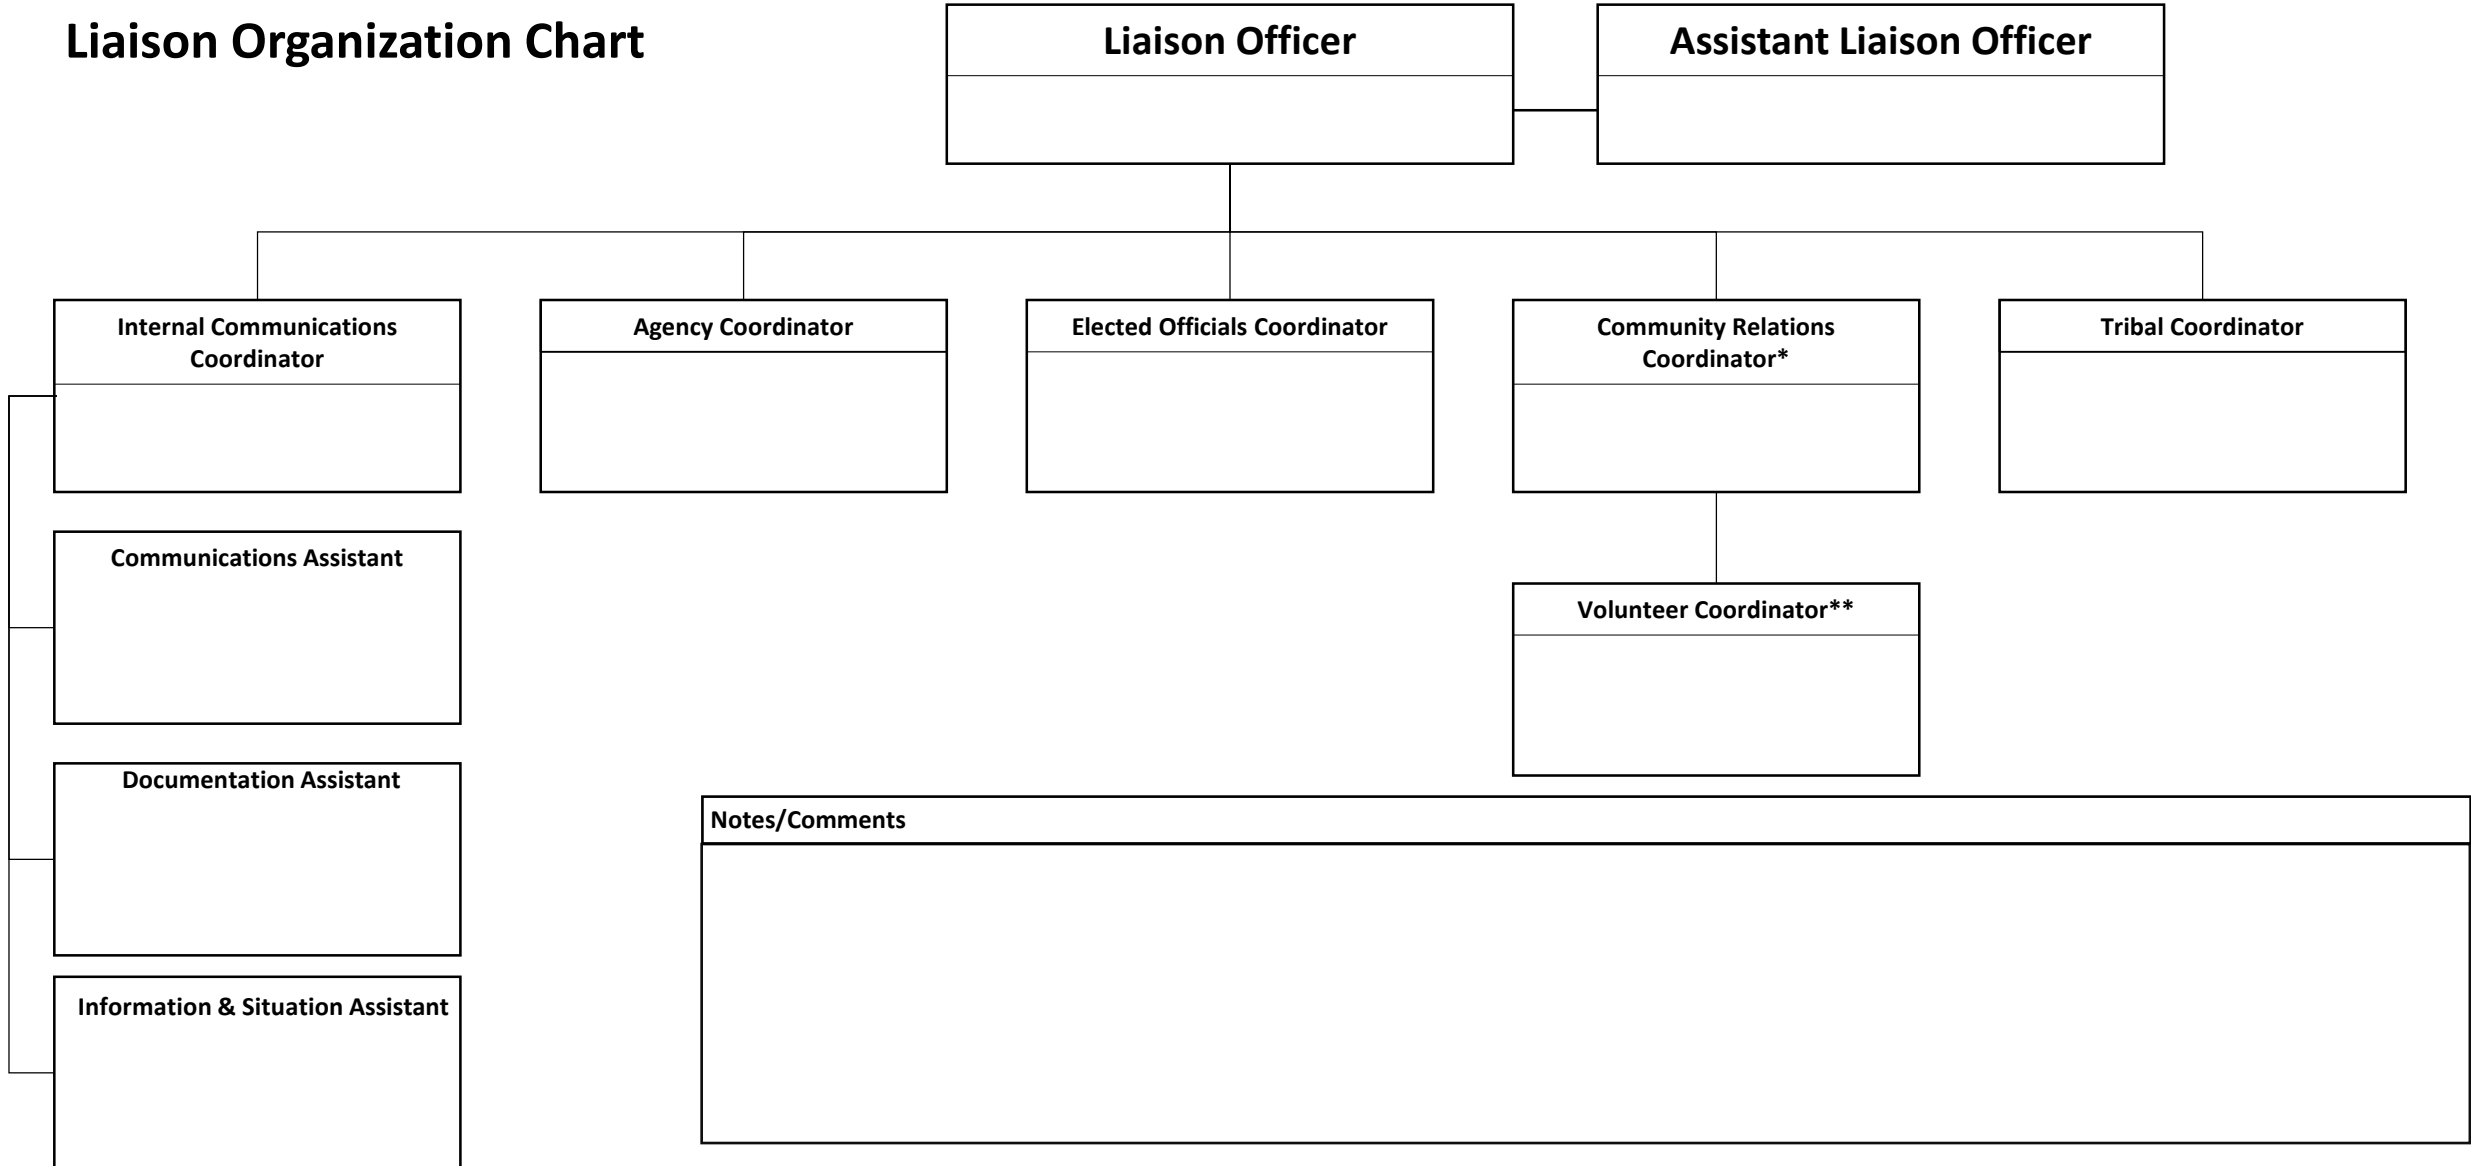 Liaison Organization Chart
Liaison Officer
Assistant Liaison Officer
Internal Communications
Coordinator
Agency Coordinator
Elected Officials Coordinator
Community Relations
Coordinator*
Tribal Coordinator
Communications Assistant
Volunteer Coordinator**
Documentation Assistant
Notes/Comments
Information & Situation Assistant